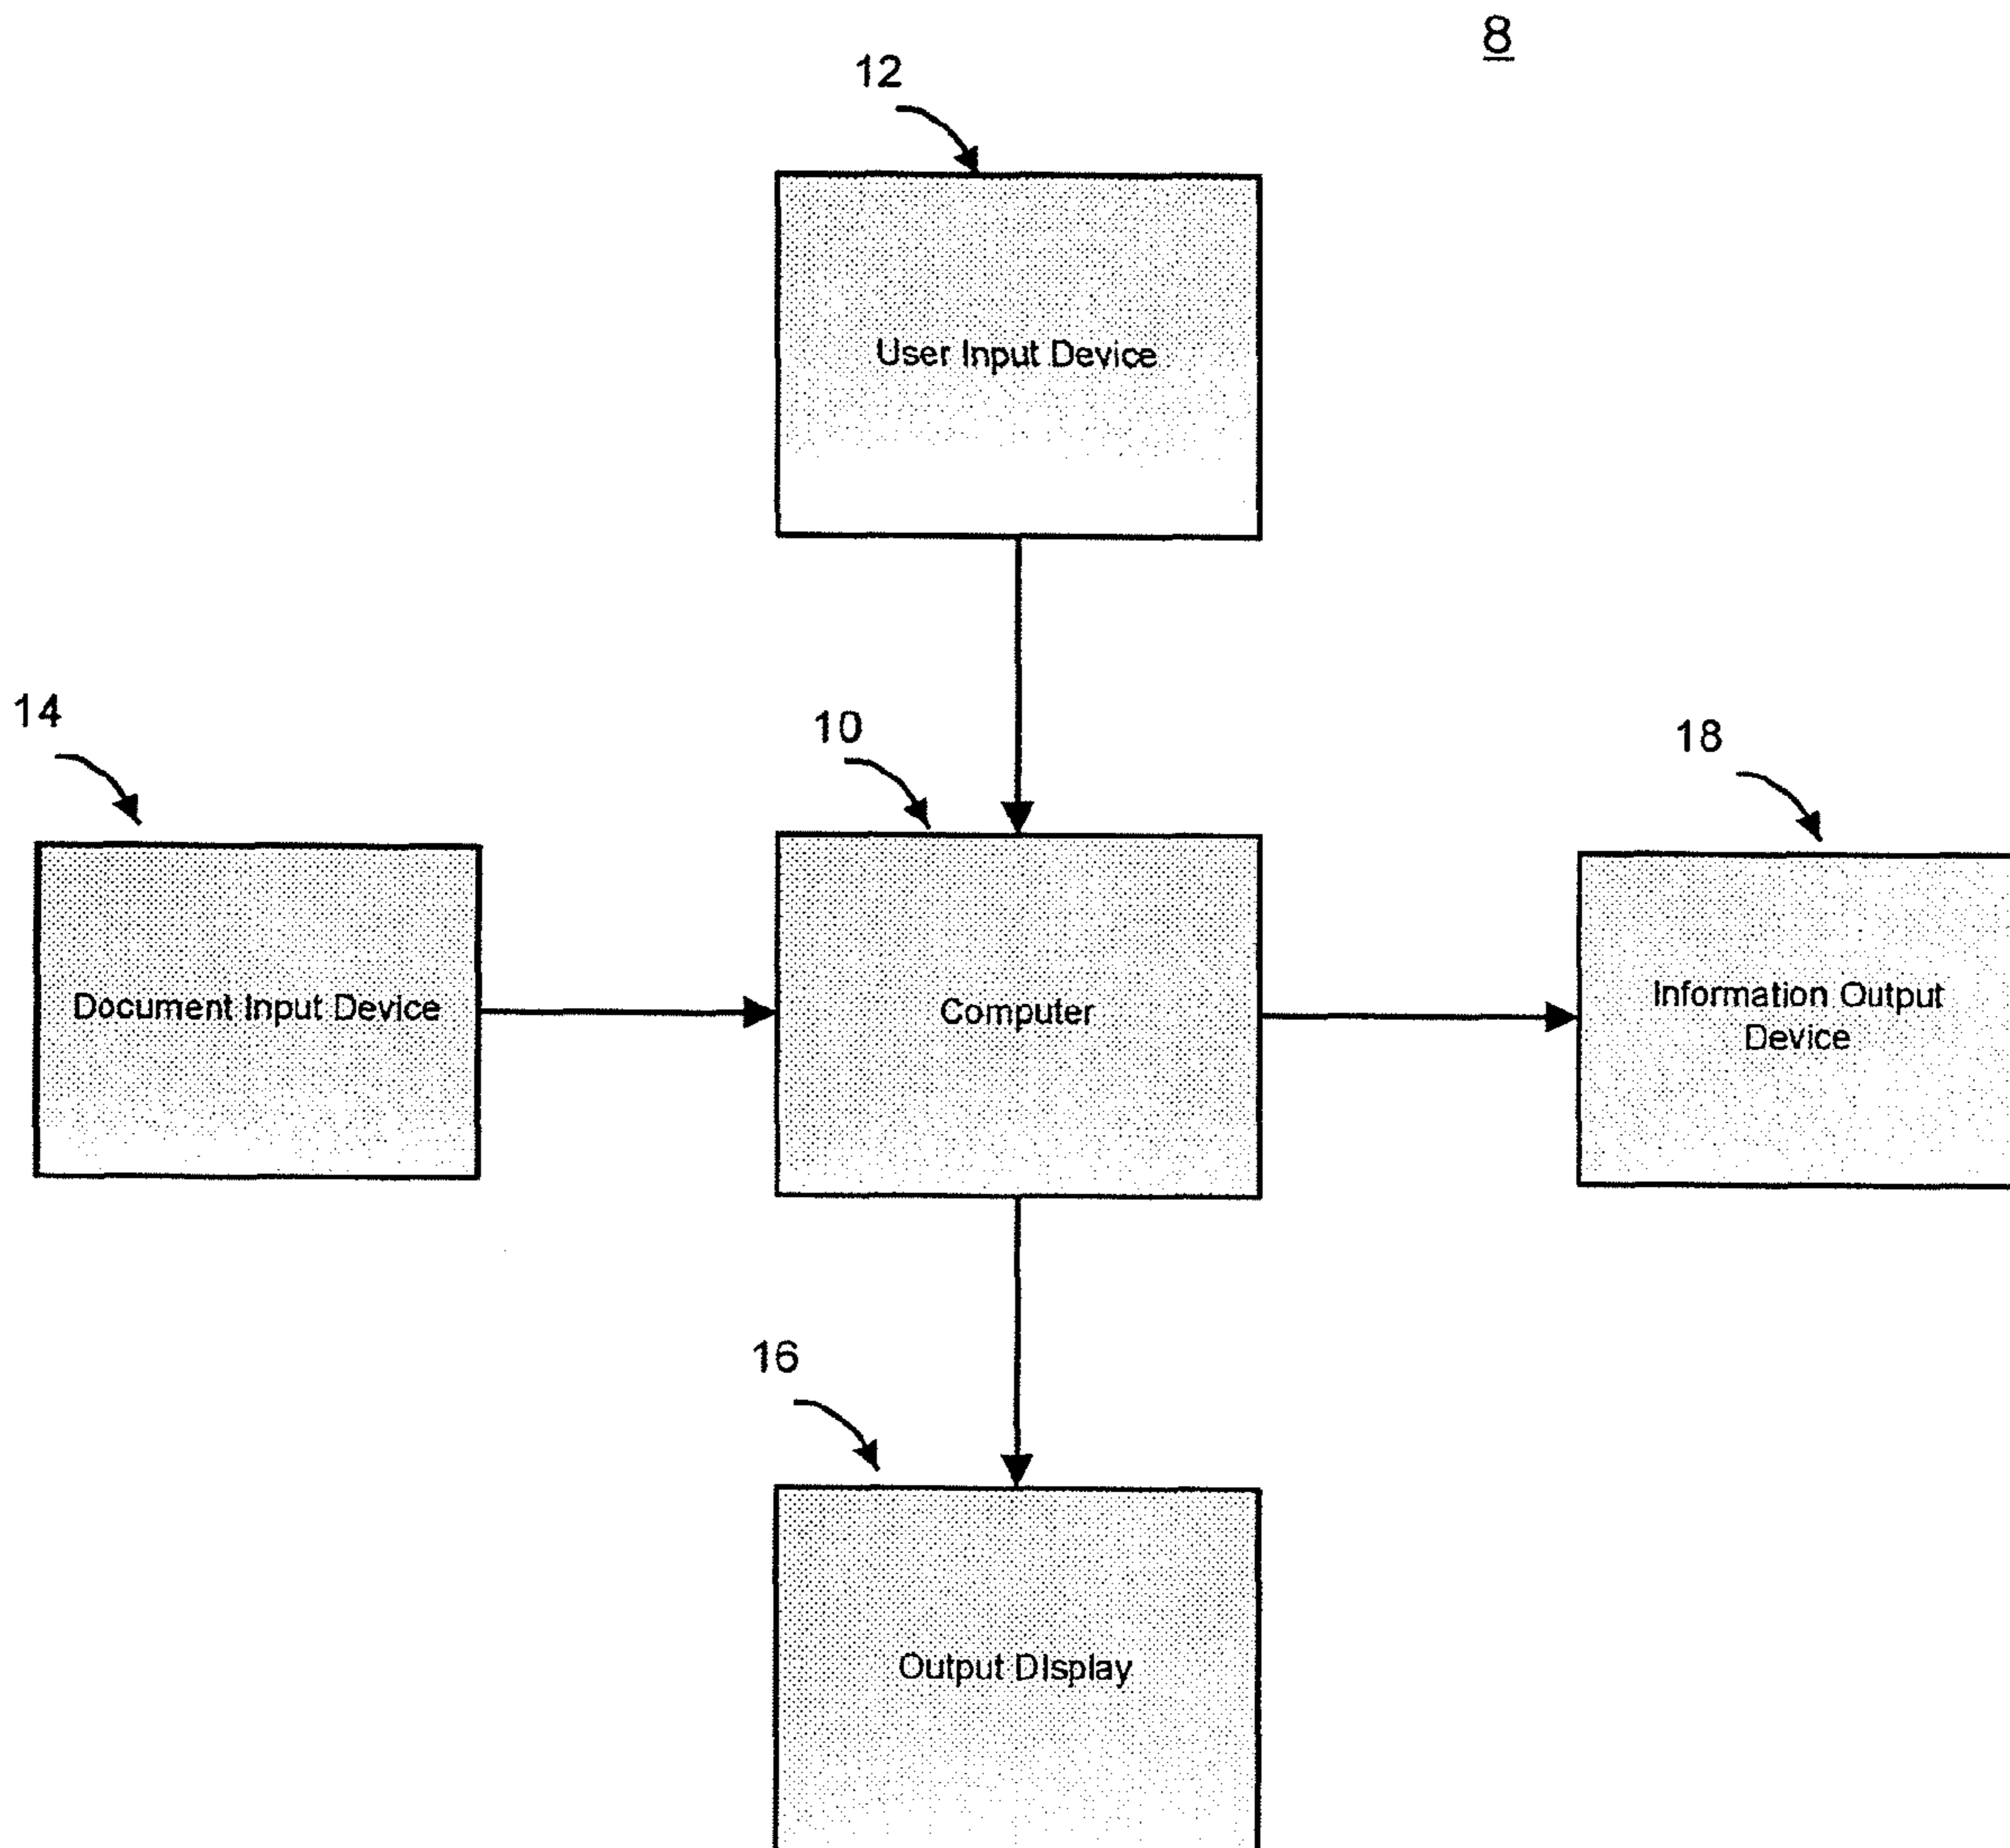 8
12
User Input Device
14
10
18
Document Input Device
Computer
Information Output
Device
16
Output DIsplay